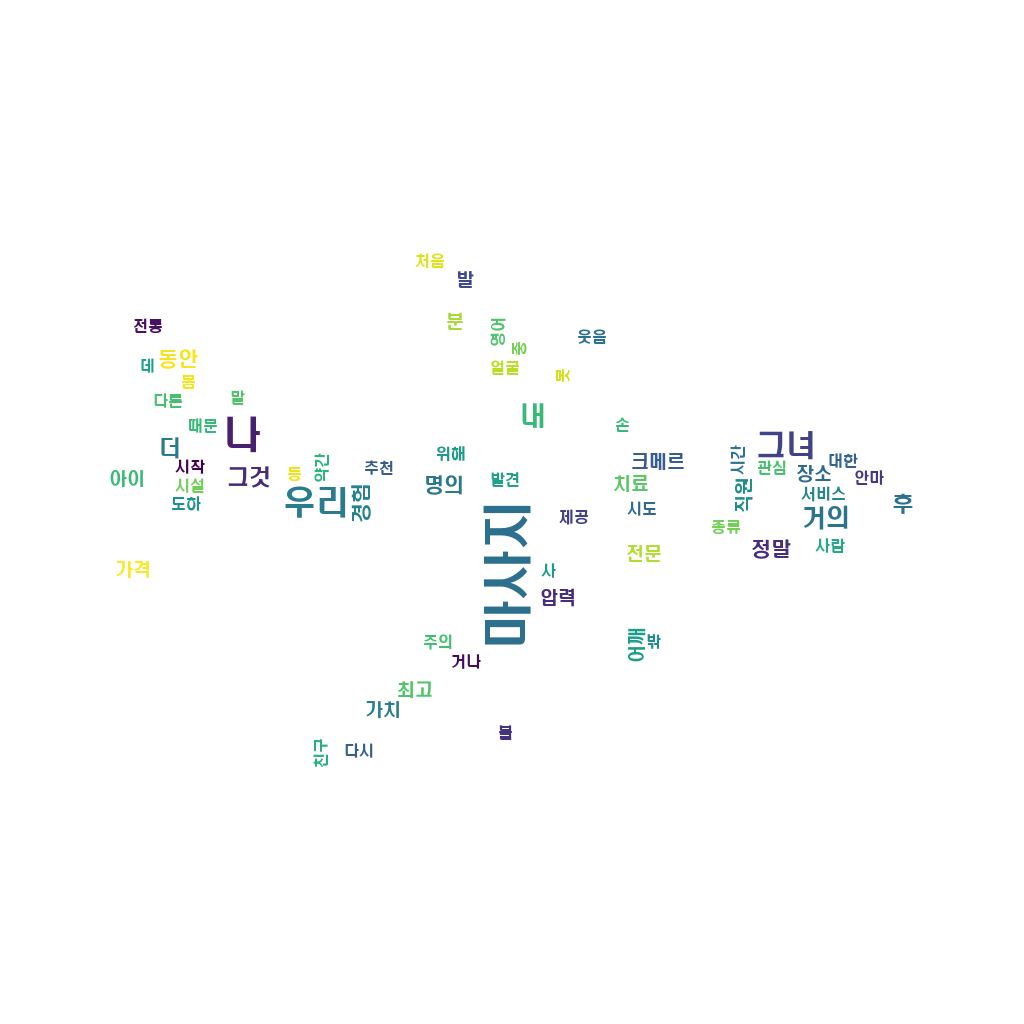 처음
발
분
영어
중
웃음
전통
동안
데
몸
얼굴
곳
다른
말
때문
나
내
손
더
시작
그것
아이
시설
도하
등
약간
우리
경험
추천
위해
명의
발견
크메르
치료
시도
제공
그녀
시간
관심
장소
대한
안마
직원
서비스
거의
후
종류
정말
사람
마사지
전문
사
압력
가격
어깨
밖
주의
거나
최고
가치
불
친구
다시